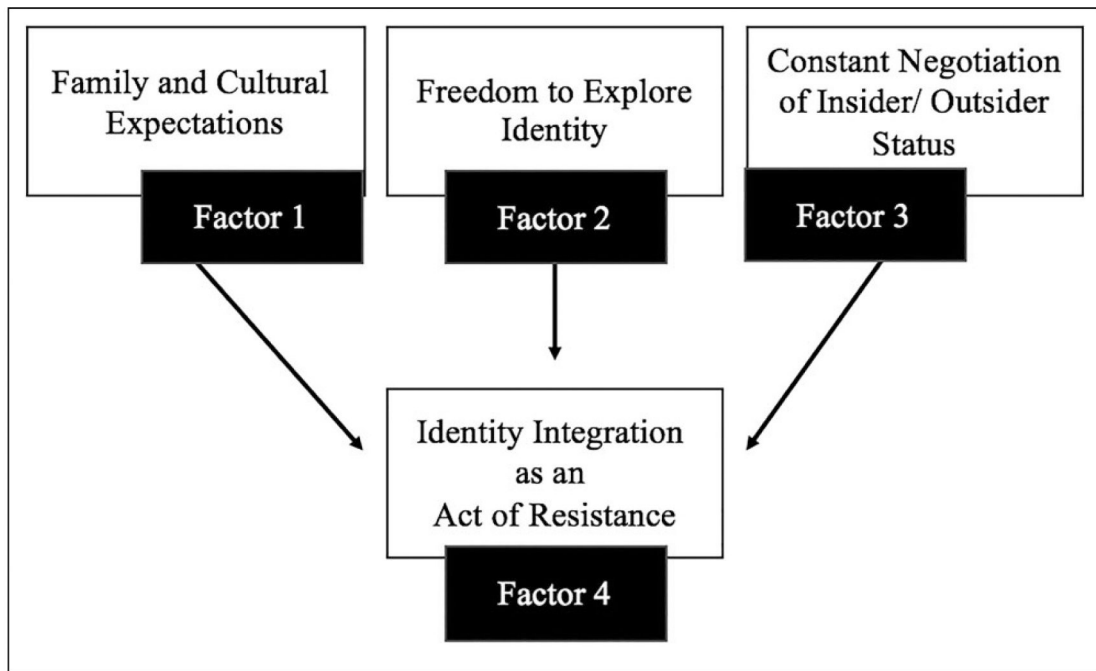 Family and Cultural
Expectations
Factor 1
Freedom to Explore
Identity
Factor 2
Constant Negotiation
of Insider/ Outsider
Status
Factor 3
Identity Integration
as an
Act of Resistance
Factor 4